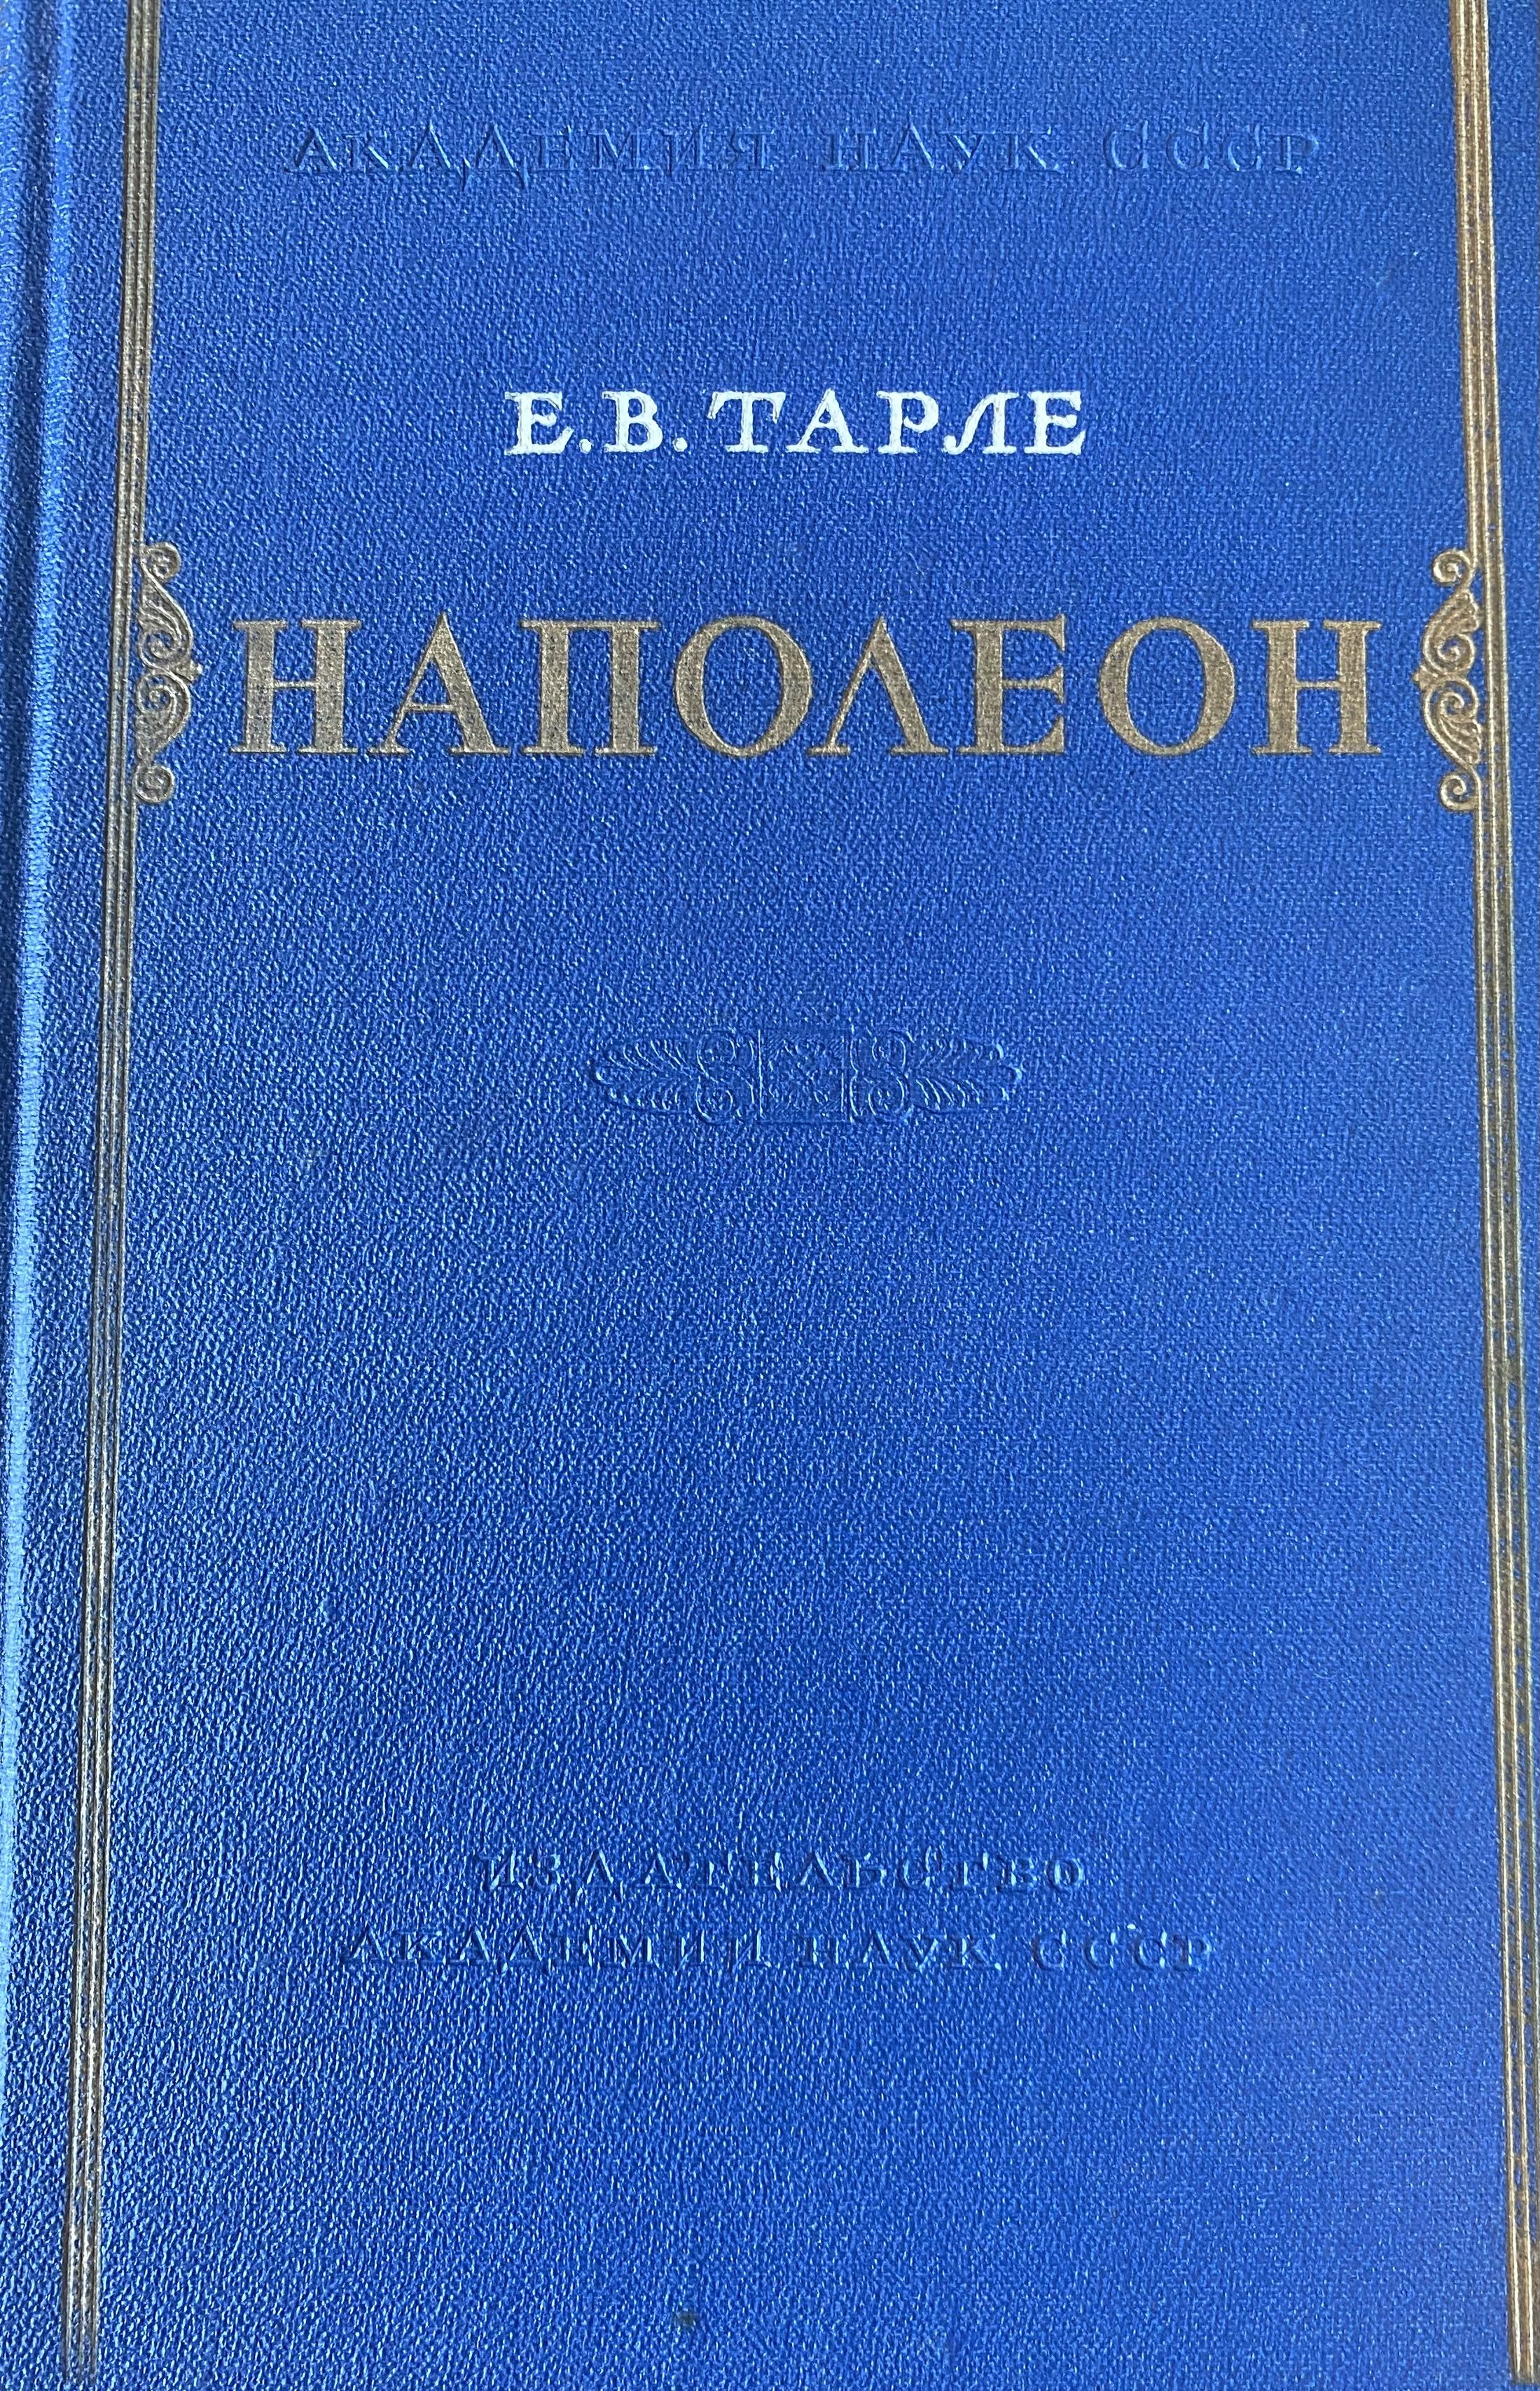 АКАДЕМИЯ НАУК СССР
Е. В. ТАРЛЕ
НАПОЛЕОН
ИЗДАТЕЛЬСТВО
АКАДЕМИИ НАУК СССР